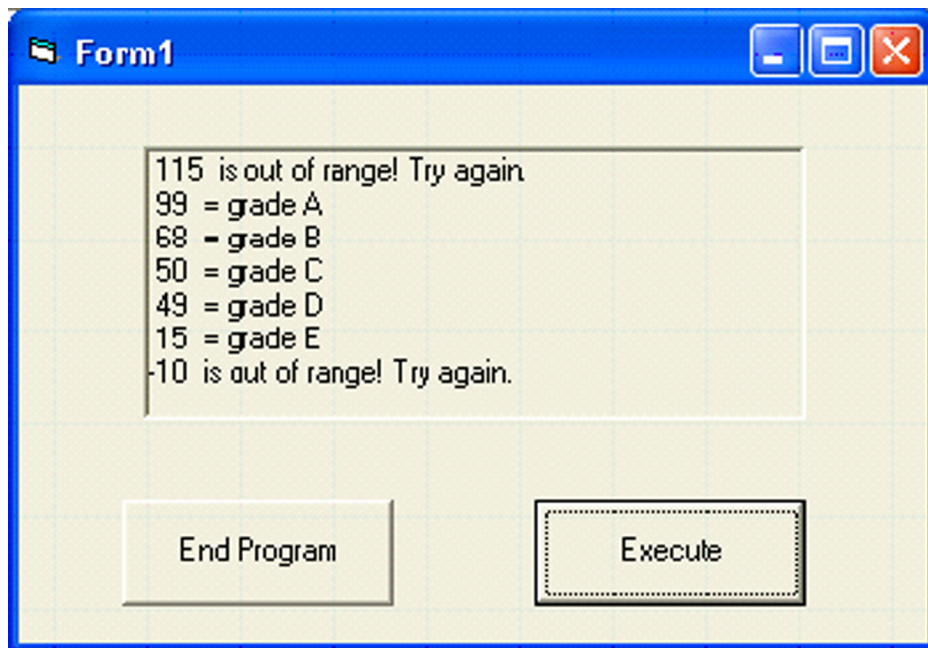 Form1
115 is out of range! Try again.
99 = grade A
68 = grade B
50 = grade C
49 = grade D
15 = grade E
-10 is out of range! Try again.
End Program
Execute